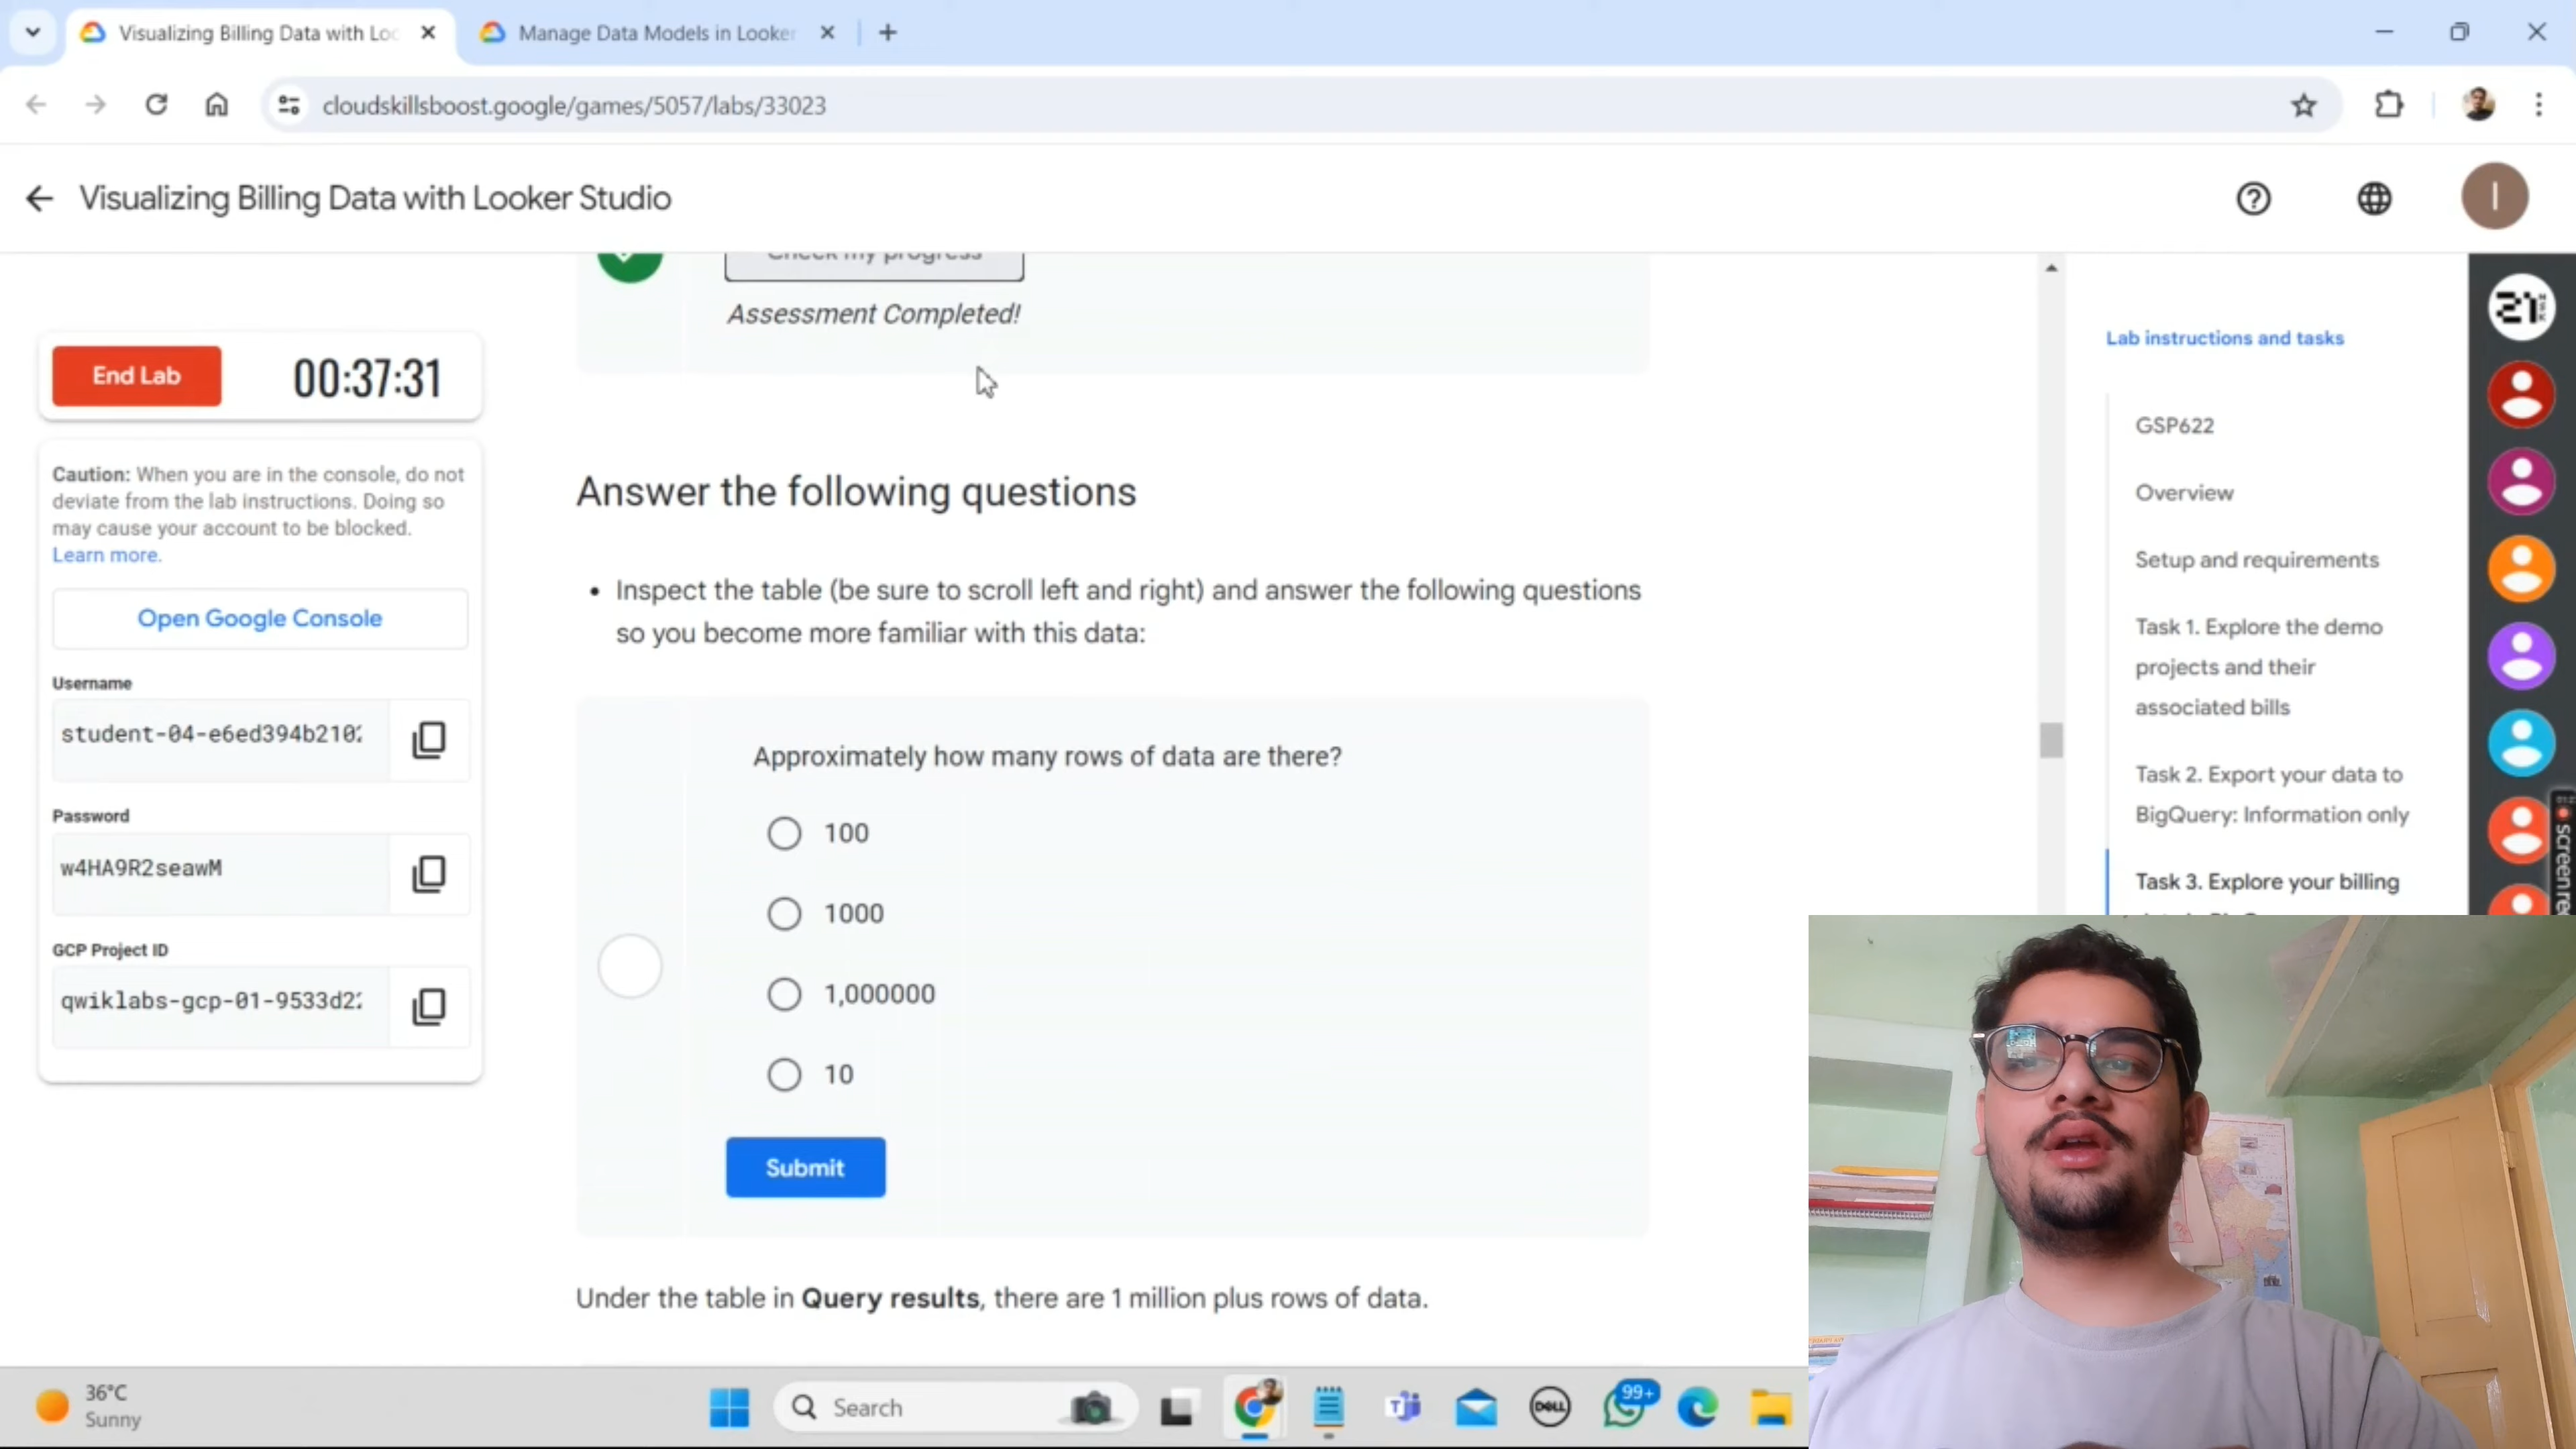 Visualizing Billing Data with Loo
Manage Data Models in Looker
cloudskillsboost.google/games/5057/labs/33023
Visualizing Billing Data with Looker Studio
Check my progress
Assessment Completed!
End Lab
00:37:31
Caution: When you are in the console, do not
deviate from the lab instructions. Doing so
may cause your account to be blocked.
Learn more.
Open Google Console
Username
student-04-e6ed394b210
Password
w4HA9R2seawM
GCP Project ID
qwiklabs-gcp-01-9533d2
Answer the following questions
• Inspect the table (be sure to scroll left and right) and answer the following questions
so you become more familiar with this data:
Approximately how many rows of data are there?
100
1000
1,000000
10
Submit
Under the table in Query results, there are 1 million plus rows of data.
Lab instructions and tasks
GSP622
Overview
Setup and requirements
Task 1. Explore the demo
projects and their
associated bills
Task 2. Export your data to
BigQuery: Information only
Task 3. Explore your billing
21
screen re
36°C
Sunny
Search
99+
DELL